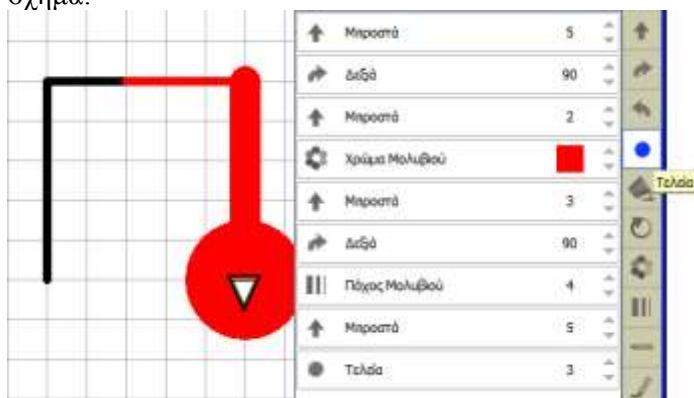 σχήμα.
Μπροστά 5
Δεξιά 90
Μπροστά 2
Χρώμα Μολυβιού
Μπροστά 3
Δεξιά 90
Πάχος Μολυβιού 4
Μπροστά 5
Τελεία 3
Τελεία